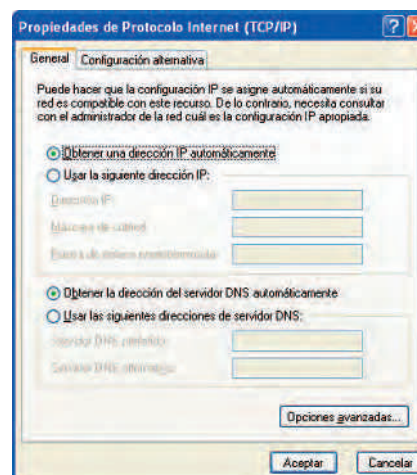 Propiedades de Protocolo Internet (TCP/IP)
General
Configuración alternativa
Puede hacer que la configuración IP se asigne automáticamente si su
red es compatible con este recurso. De lo contrario, necesita consultar
con el administrador de la red cuál es la configuración IP apropiada.
Obtener una dirección IP automáticamente
Usar la siguiente dirección IP:
Dirección IP:
Máscara de subred:
Puerta de enlace predeterminada:
Obtener la dirección del servidor DNS automáticamente
Usar las siguientes direcciones de servidor DNS:
Servidor DNS preferido:
Servidor DNS alternativo:
Opciones avanzadas...
Aceptar
Cancelar